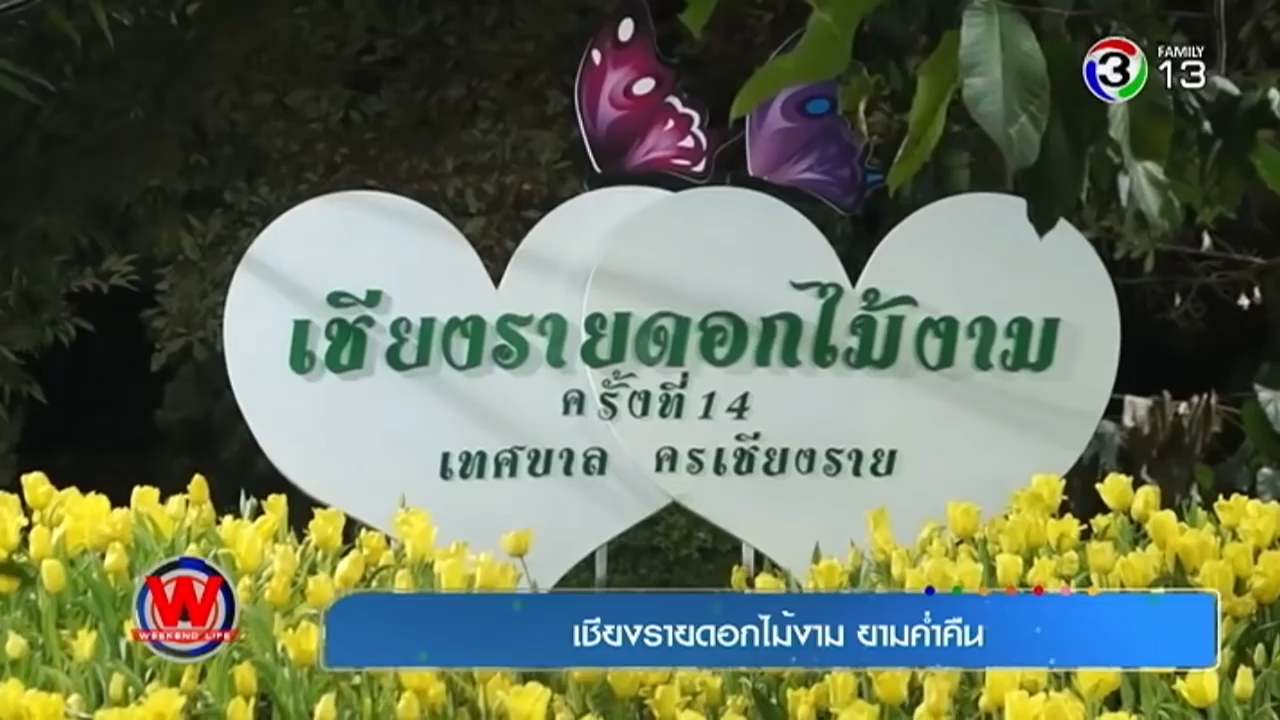 3 FAMILY
13
เชียงรายดอกไม้งาม
ครั้งที่ 14
เทศบาล ครเชียงราย
W
WEEKEND LIFE
เชียงรายดอกไม้งาม ยามค่ำคืน